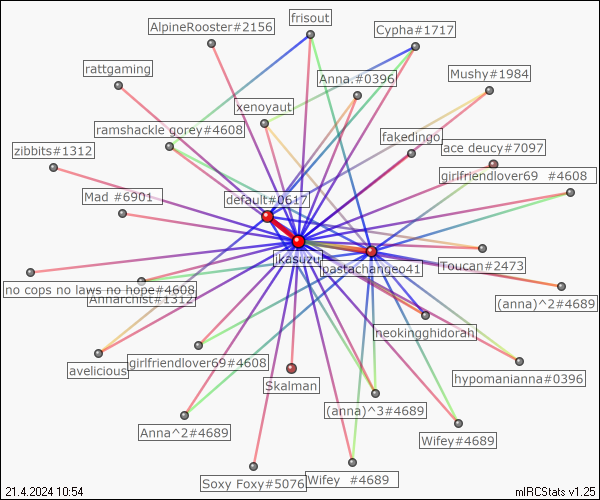 frisout
AlpineRooster#2156
Cypha#1717
rattgaming
Anna.#0396
Mushy#1984
xenoyaut
ramshackle gorey#4608
fakedingo
zibbits#1312
ace deucy#7097
girlfriendlover69 #4608
Mad #6901
default#0617
ikasuzu
pastachangeo41
Toucan#2473
no cops no laws no hope#4608
Annarchist#1312
(anna)^2#4689
neokingghidorah
avelicious
girlfriendlover69#4608
hypomanianna#0396
Skalman
(anna)^3#4689
Anna^2#4689
Wifey#4689
Soxy Foxy#5076
Wifey #4689
21.4.2024 10:54
mIRCStats v1.25